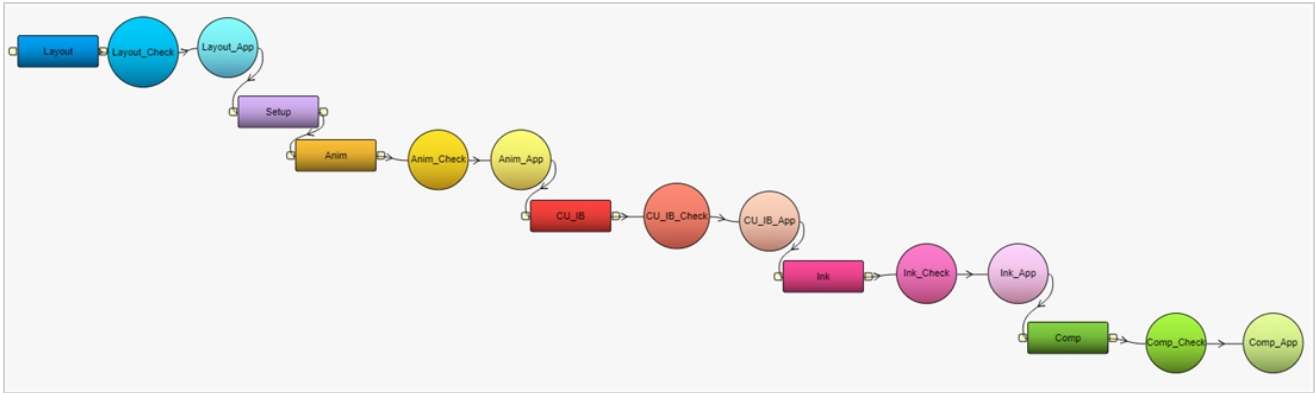 Layout
Layout_Check
Layout_App
Setup
Anim
Anim_Check
Anim_App
CU_IB
CU_IB_Check
CU_IB_App
Ink
Ink_Check
Ink_App
Comp
Comp_Check
Comp_App